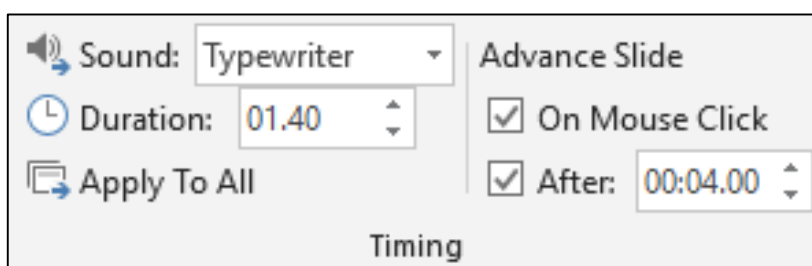 Sound: Typewriter
Duration: 01.40
Apply To All
Advance Slide
On Mouse Click
After: 00:04.00
Timing